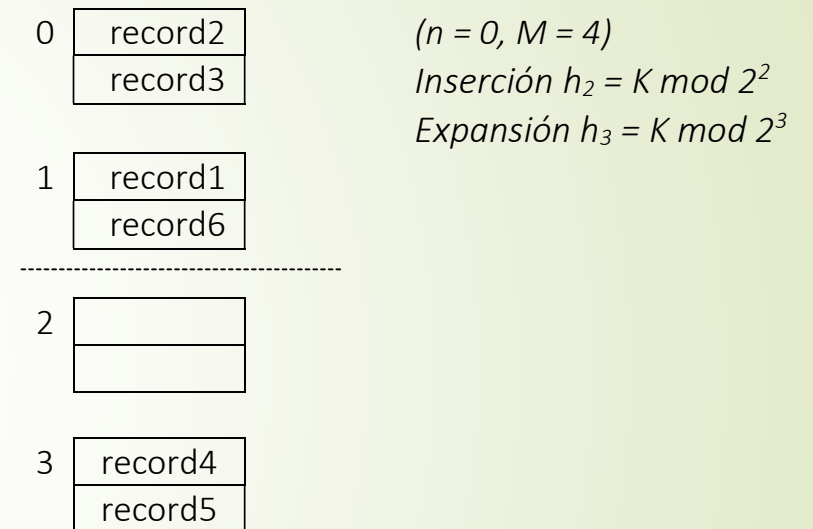 0 record2
record3
1 record1
record6
2
3 record4
record5
(n = 0, M = 4)
Inserción h₂ = K mod 2²
Expansión h₃ = K mod 2³